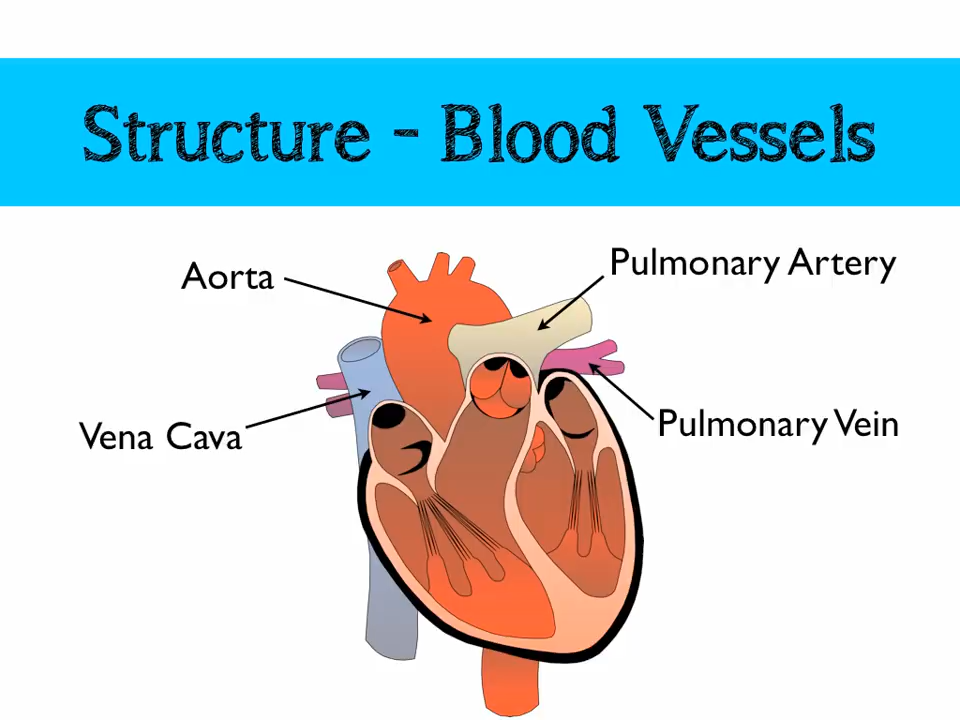 Structure - Blood Vessels
Aorta
Pulmonary Artery
Vena Cava
Pulmonary Vein